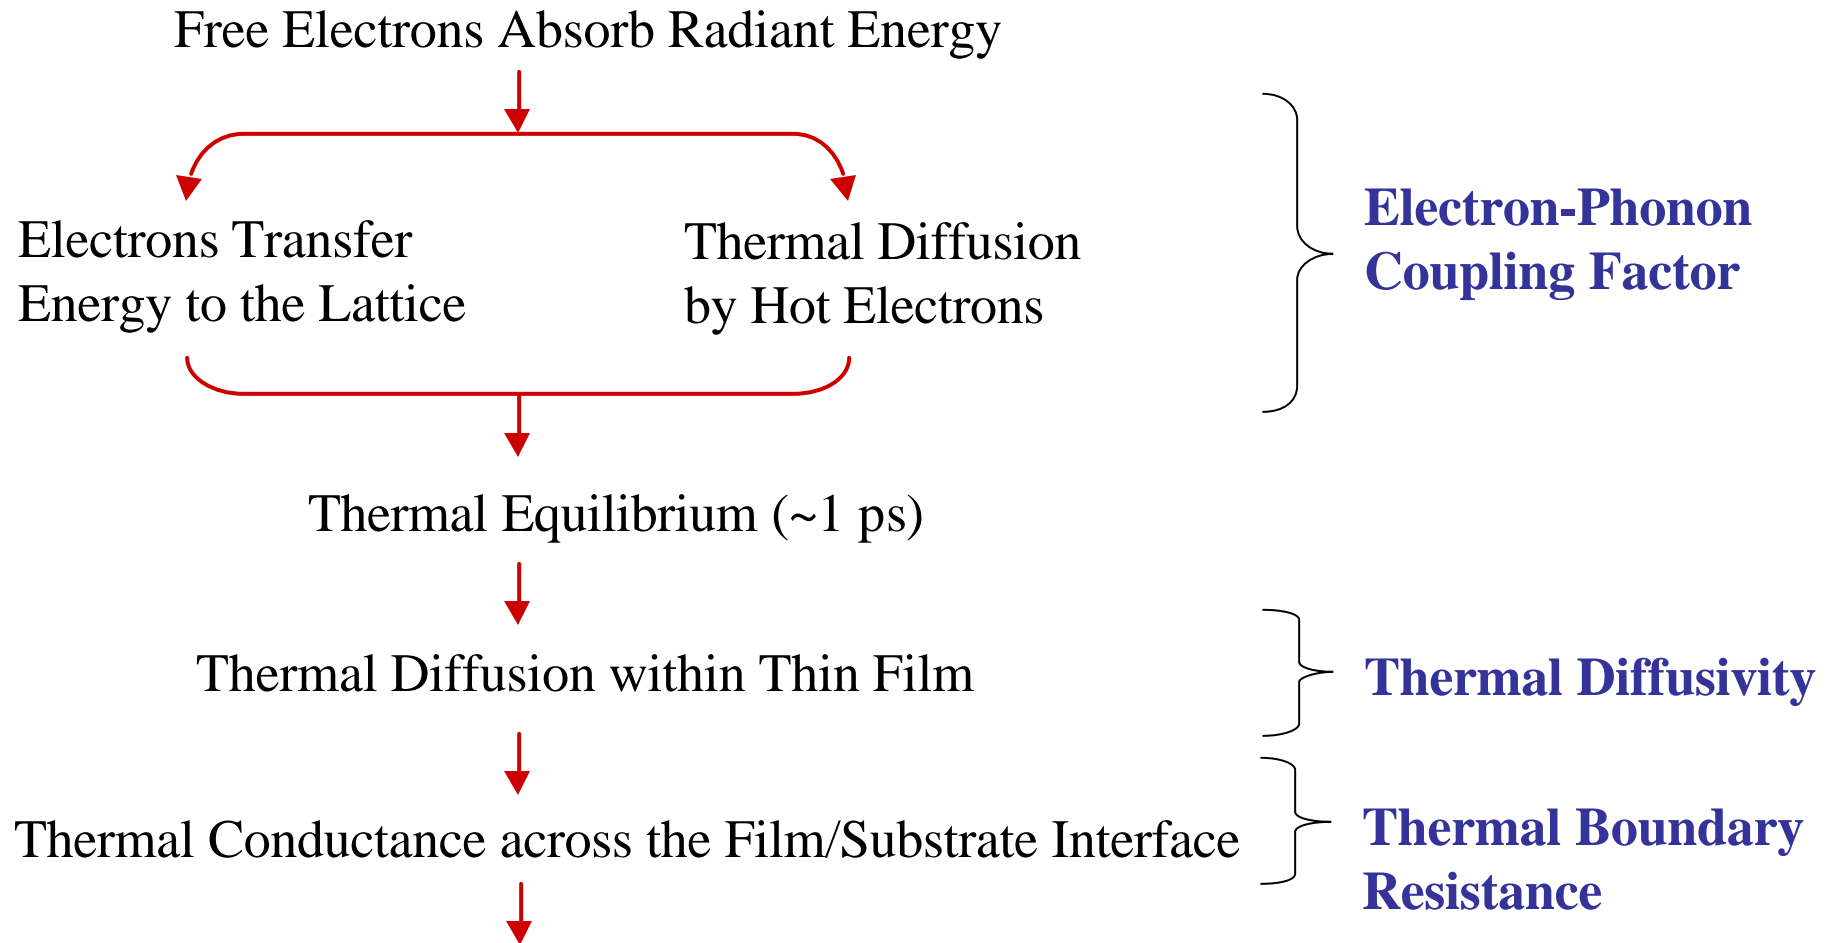 Free Electrons Absorb Radiant Energy
Electrons Transfer
Energy to the Lattice
Thermal Diffusion
by Hot Electrons
Electron-Phonon
Coupling Factor
Thermal Equilibrium (~1 ps)
Thermal Diffusion within Thin Film
Thermal Diffusivity
Thermal Conductance across the Film/Substrate Interface
Thermal Boundary
Resistance